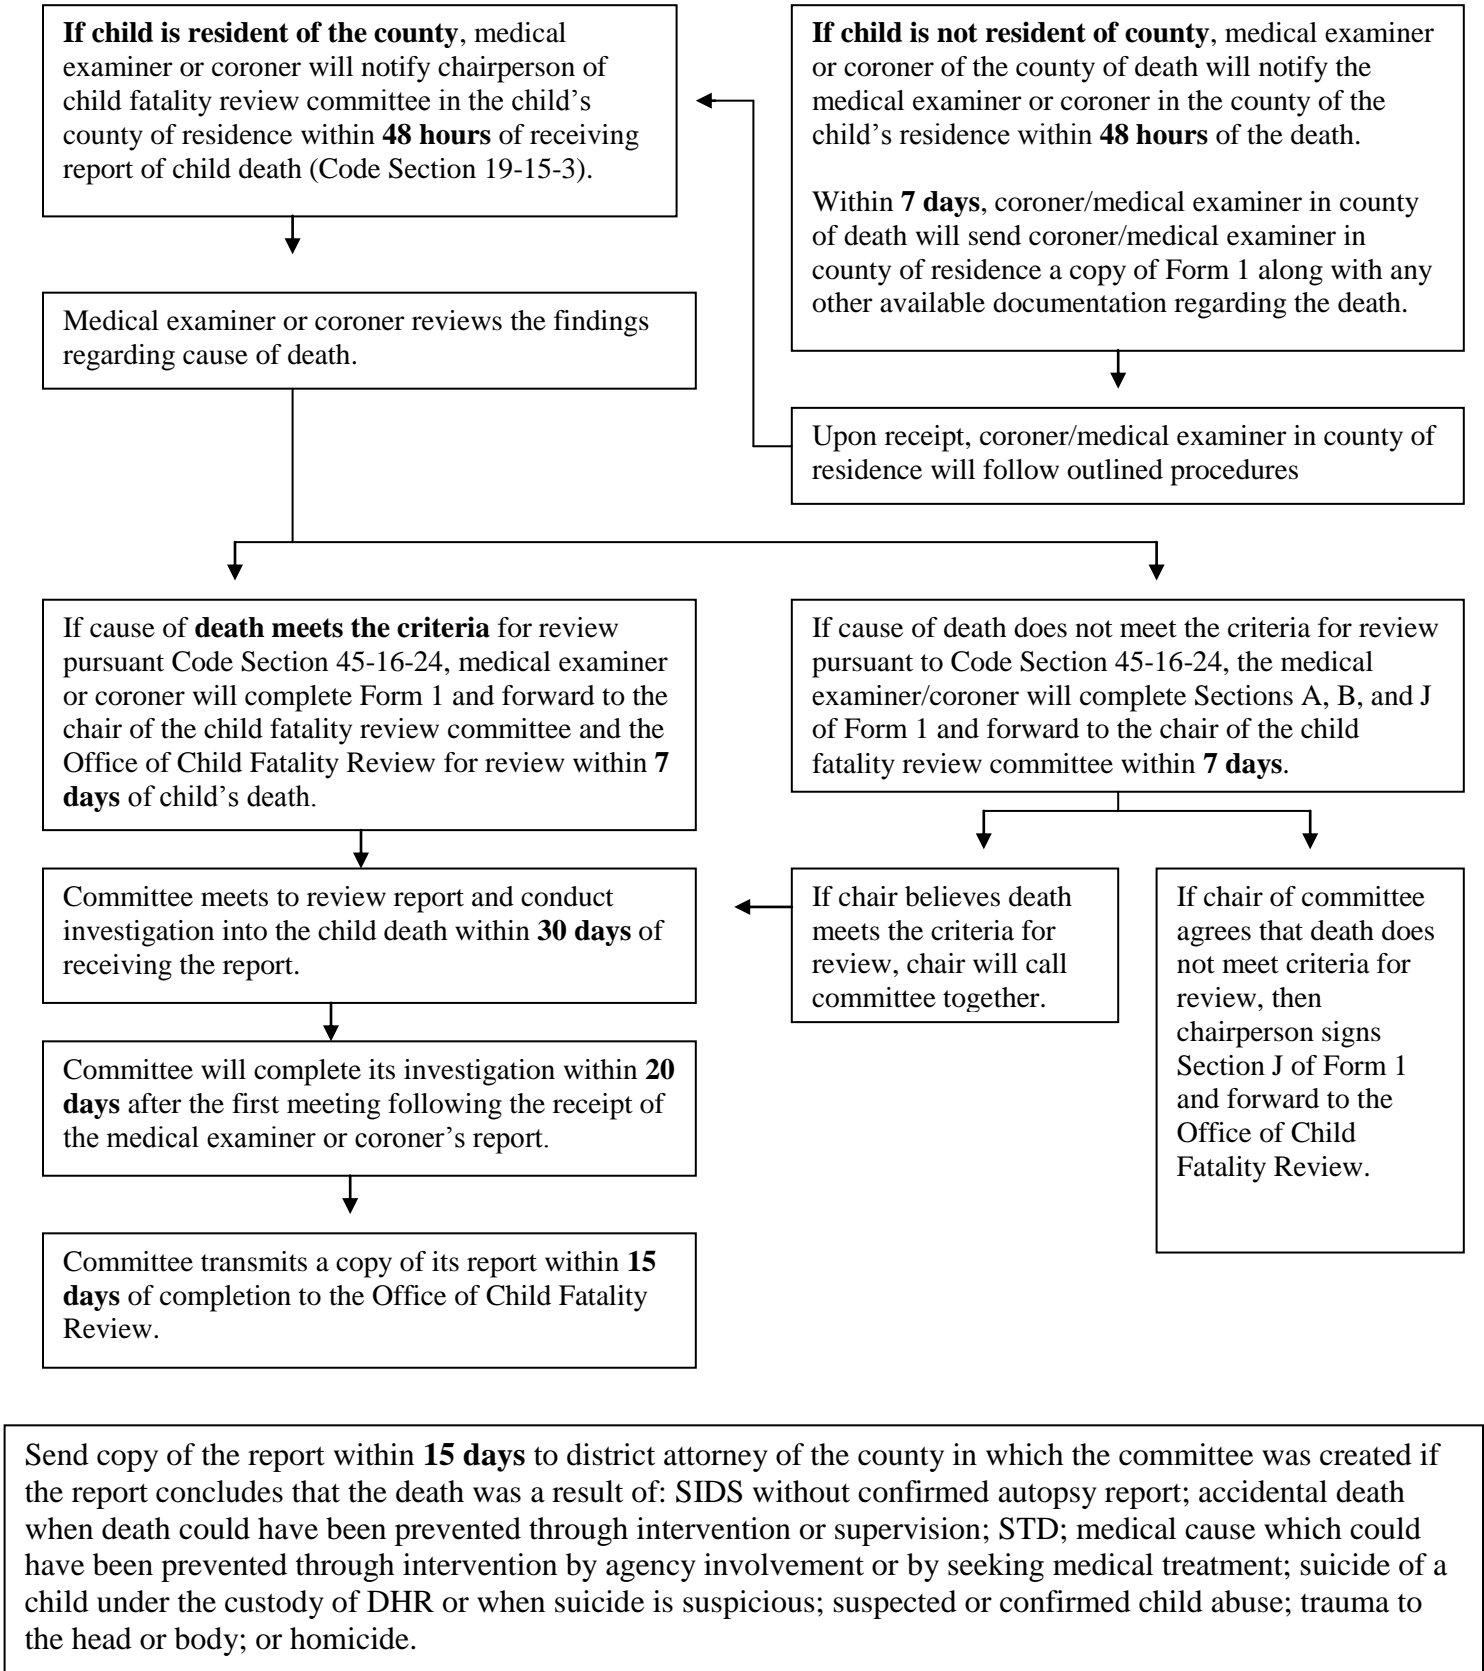 If child is resident of the county, medical
examiner or coroner will notify chairperson of
child fatality review committee in the child's
county of residence within 48 hours of receiving
report of child death (Code Section 19-15-3).
If child is not resident of county, medical examiner
or coroner of the county of death will notify the
medical examiner or coroner in the county of the
child's residence within 48 hours of the death.
Within 7 days, coroner/medical examiner in county
of death will send coroner/medical examiner in
county of residence a copy of Form 1 along with any
other available documentation regarding the death.
Medical examiner or coroner reviews the findings
regarding cause of death.
Upon receipt, coroner/medical examiner in county of
residence will follow outlined procedures
If cause of death meets the criteria for review
pursuant Code Section 45-16-24, medical examiner
or coroner will complete Form 1 and forward to the
chair of the child fatality review committee and the
Office of Child Fatality Review for review within 7
days of child's death.
If cause of death does not meet the criteria for review
pursuant to Code Section 45-16-24, the medical
examiner/coroner will complete Sections A, B, and J
of Form 1 and forward to the chair of the child
fatality review committee within 7 days.
Committee meets to review report and conduct
investigation into the child death within 30 days of
receiving the report.
If chair believes death
meets the criteria for
review, chair will call
committee together.
If chair of committee
agrees that death does
not meet criteria for
review, then
chairperson signs
Section J of Form 1
and forward to the
Office of Child
Fatality Review.
Committee will complete its investigation within 20
days after the first meeting following the receipt of
the medical examiner or coroner's report.
Committee transmits a copy of its report within 15
days of completion to the Office of Child Fatality
Review.
Send copy of the report within 15 days to district attorney of the county in which the committee was created if
the report concludes that the death was a result of: SIDS without confirmed autopsy report; accidental death
when death could have been prevented through intervention or supervision; STD; medical cause which could
have been prevented through intervention by agency involvement or by seeking medical treatment; suicide of a
child under the custody of DHR or when suicide is suspicious; suspected or confirmed child abuse; trauma to
the head or body; or homicide.